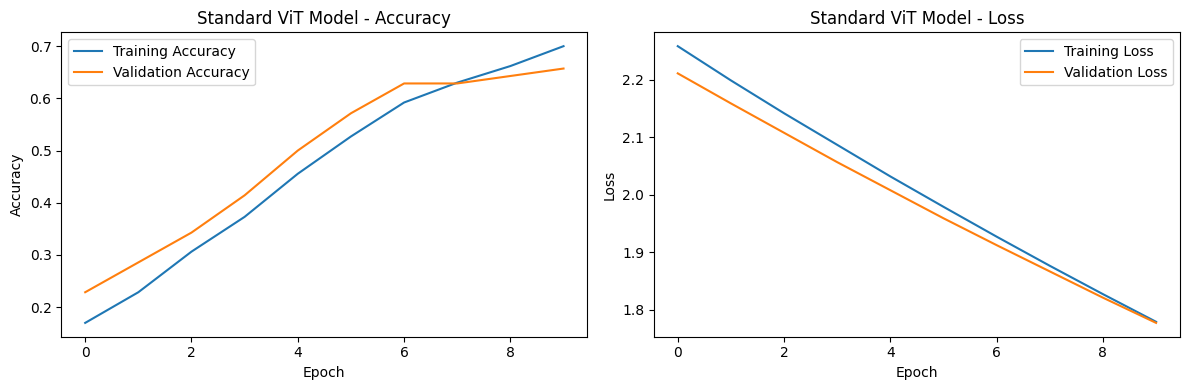 Standard ViT Model - Accuracy
Training Accuracy
Validation Accuracy
Accuracy
0.7
0.6
0.5
0.4
0.3
0.2
0 2 4 6 8
Epoch
Standard ViT Model - Loss
Training Loss
Validation Loss
Loss
2.2
2.1
2.0
1.9
1.8
0 2 4 6 8
Epoch